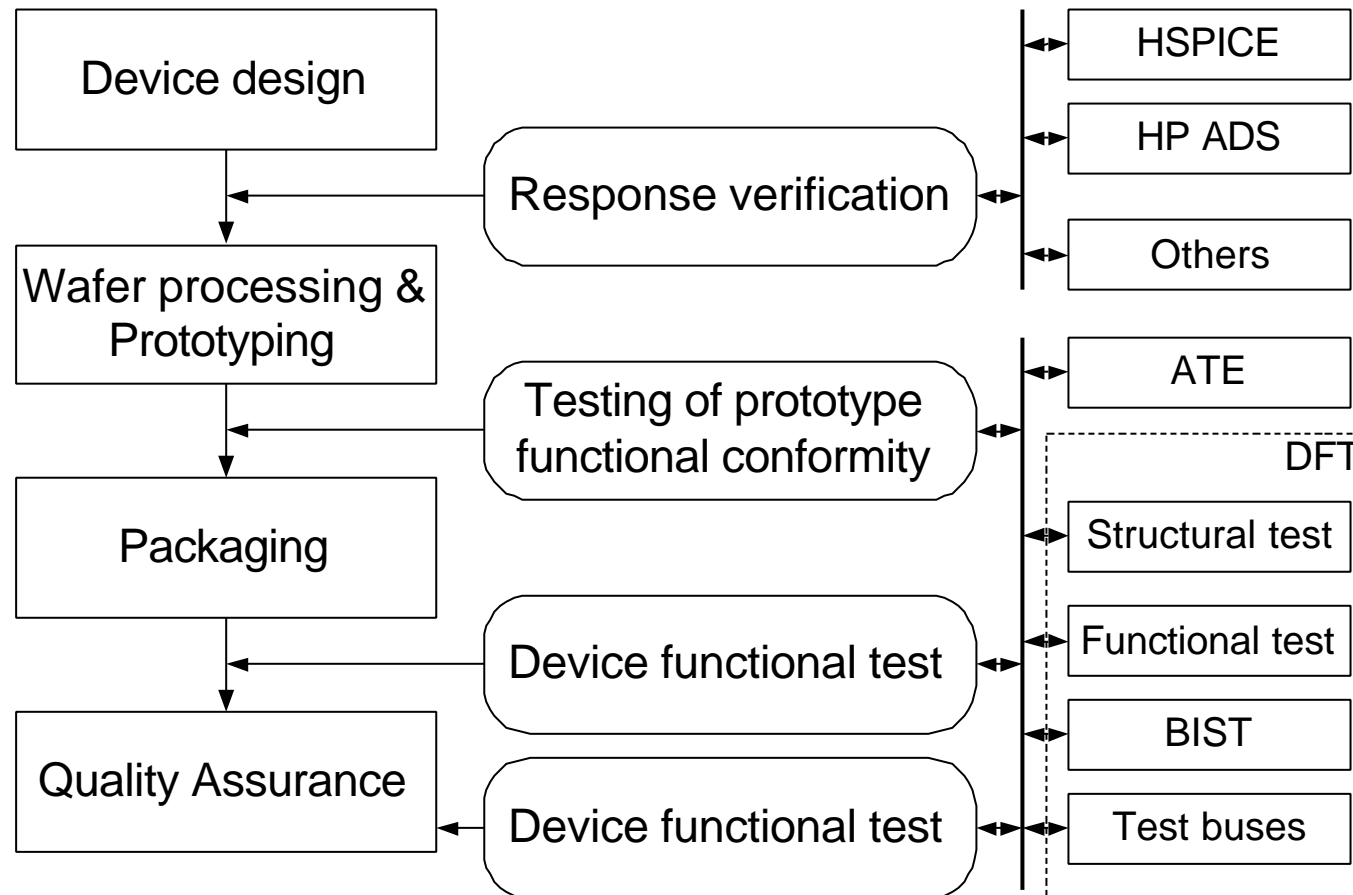 Device design
Wafer processing &
Prototyping
Packaging
Quality Assurance
Response verification
Testing of prototype
functional conformity
Device functional test
Device functional test
HSPICE
HP ADS
Others
ATE
DFT
Structural test
Functional test
BIST
Test buses